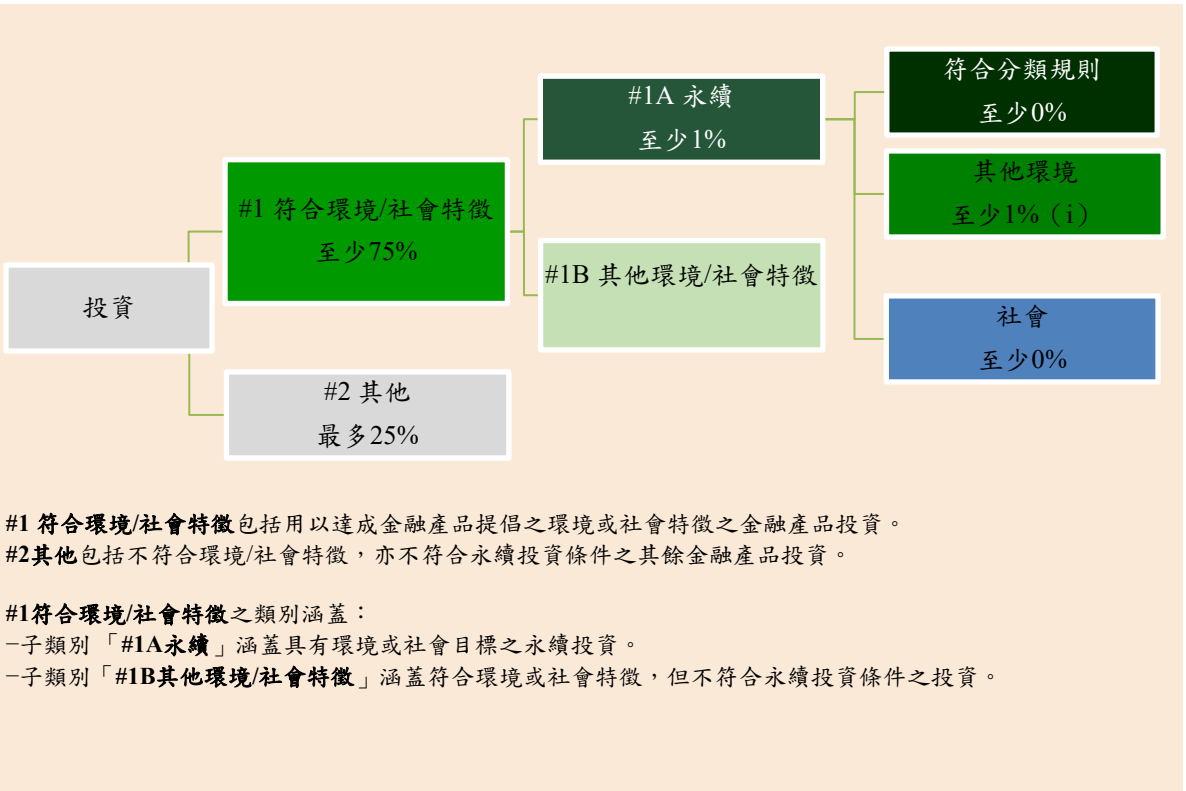 符合分類規則
至少0%
#1A 永續
至少1%
其他環境
至少1%（i）
#1 符合環境/社會特徵
至少75%
#1B 其他環境/社會特徵
投資
社會
至少0%
#2 其他
最多25%
#1 符合環境/社會特徵包括用以達成金融產品提倡之環境或社會特徵之金融產品投資。
#2其他包括不符合環境/社會特徵，亦不符合永續投資條件之其餘金融產品投資。
#1符合環境/社會特徵之類別涵蓋：
−子類別「#1A永續」涵蓋具有環境或社會目標之永續投資。
−子類別「#1B其他環境/社會特徵」涵蓋符合環境或社會特徵，但不符合永續投資條件之投資。